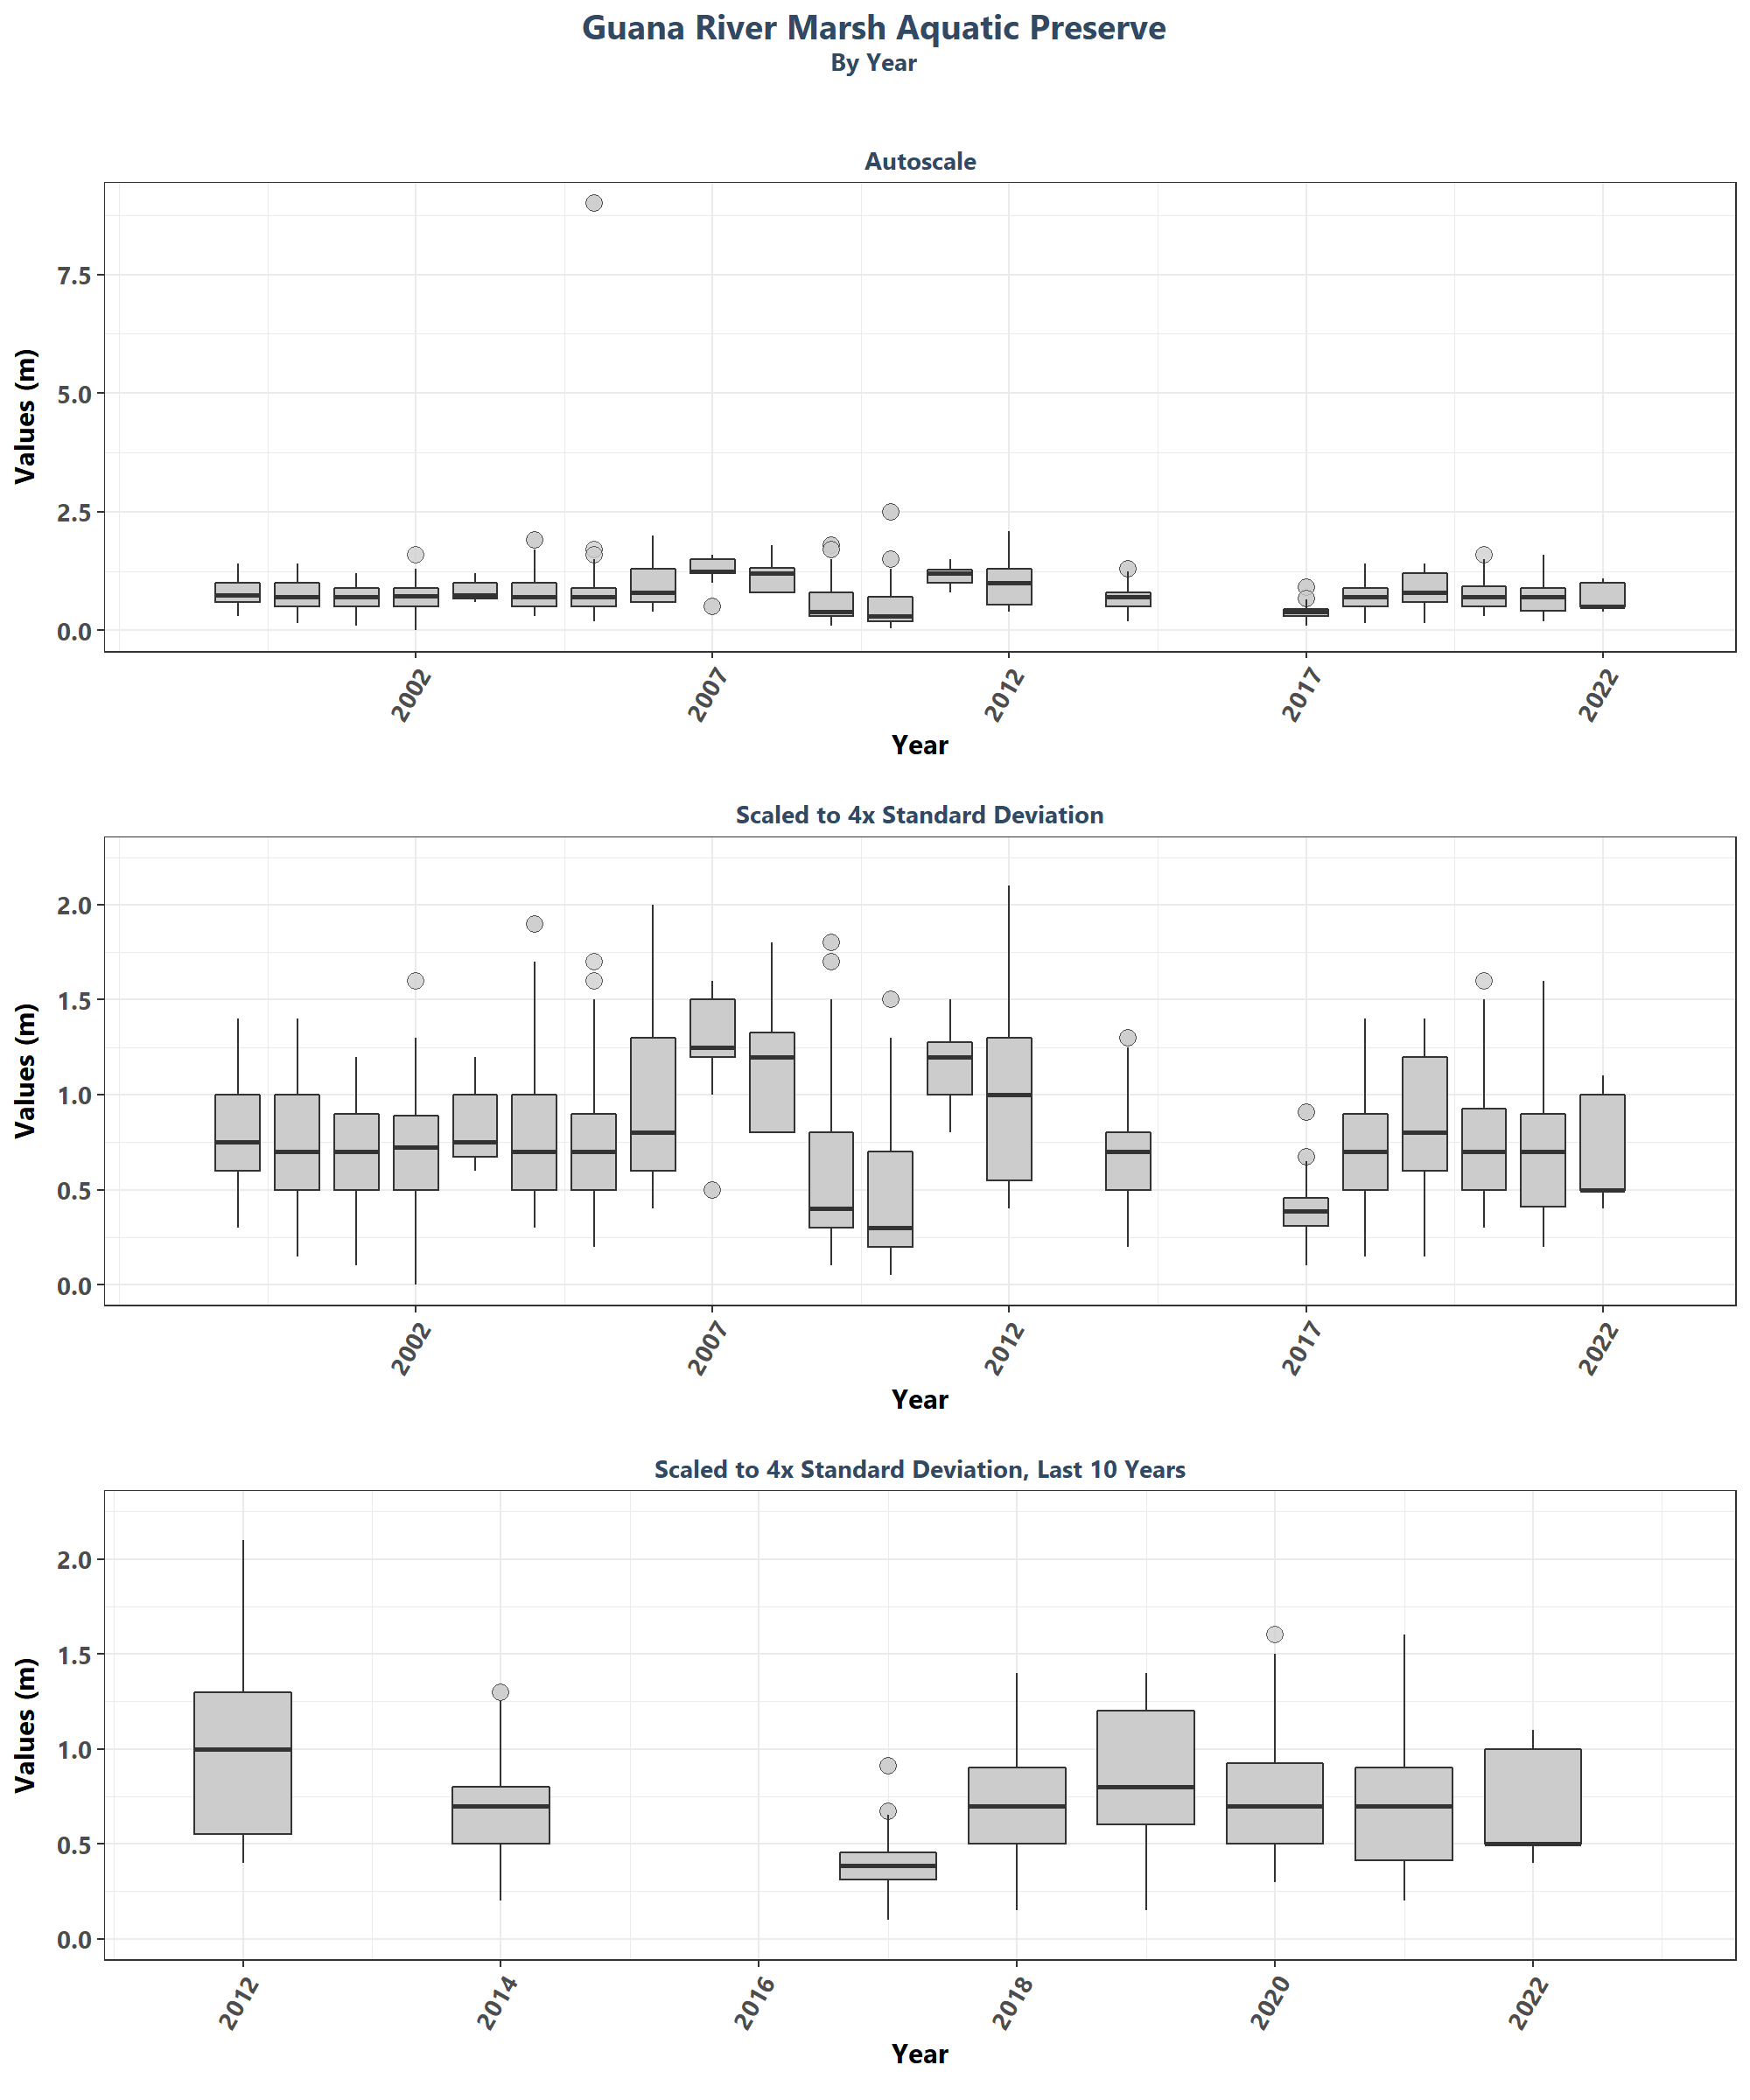 Guana River Marsh Aquatic Preserve
By Year
Autoscale
Values (m)
7.5
5.0
2.5
0.0
2002 2007 2012 2017 2022
Year
Scaled to 4x Standard Deviation
Values (m)
2.0
1.5
1.0
0.5
0.0
2002 2007 2012 2017 2022
Year
Scaled to 4x Standard Deviation, Last 10 Years
Values (m)
2.0
1.5
1.0
0.5
0.0
2012 2014 2016 2018 2020 2022
Year